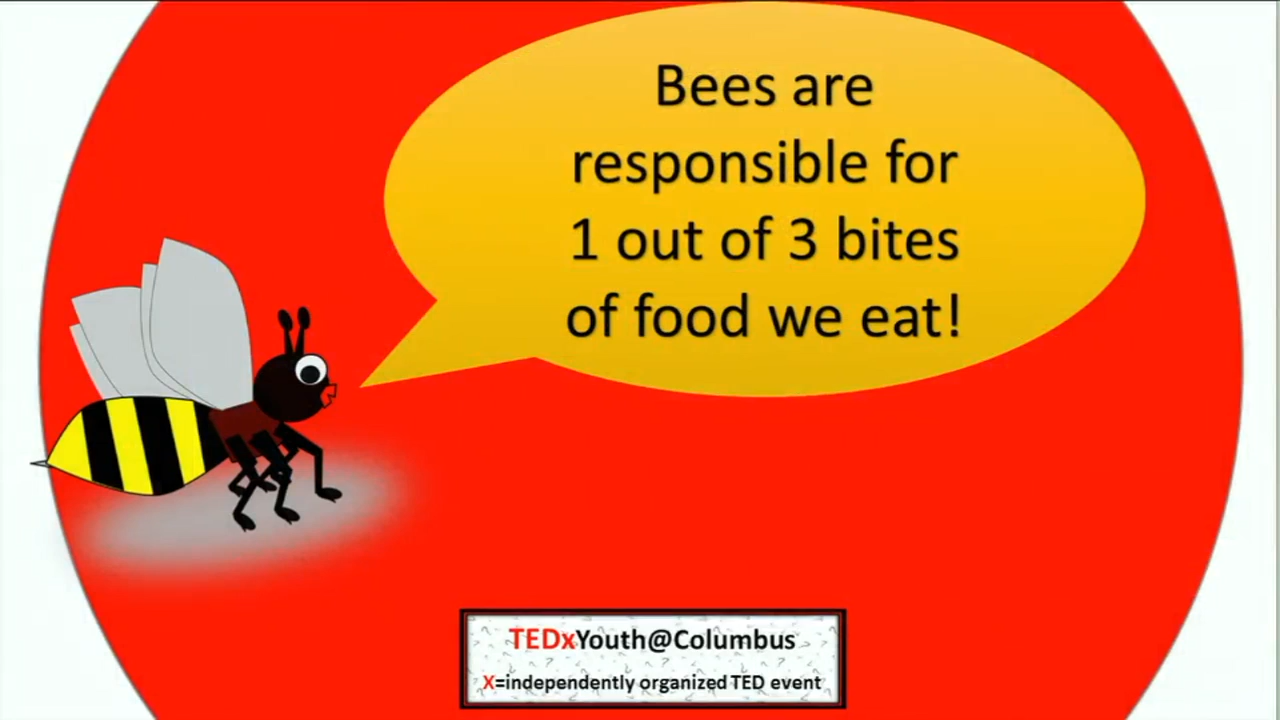 Bees are
responsible for
1 out of 3 bites
of food we eat!
TEDxYouth@Columbus
X=independently organized TED event